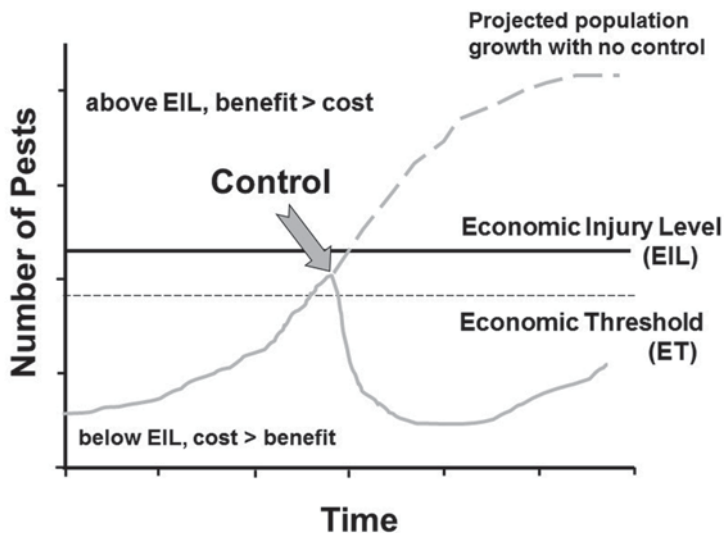 Projected population
growth with no control
above EIL, benefit > cost
Control
Economic Injury Level
(EIL)
Economic Threshold
(ET)
below EIL, cost > benefit
Number of Pests
Time